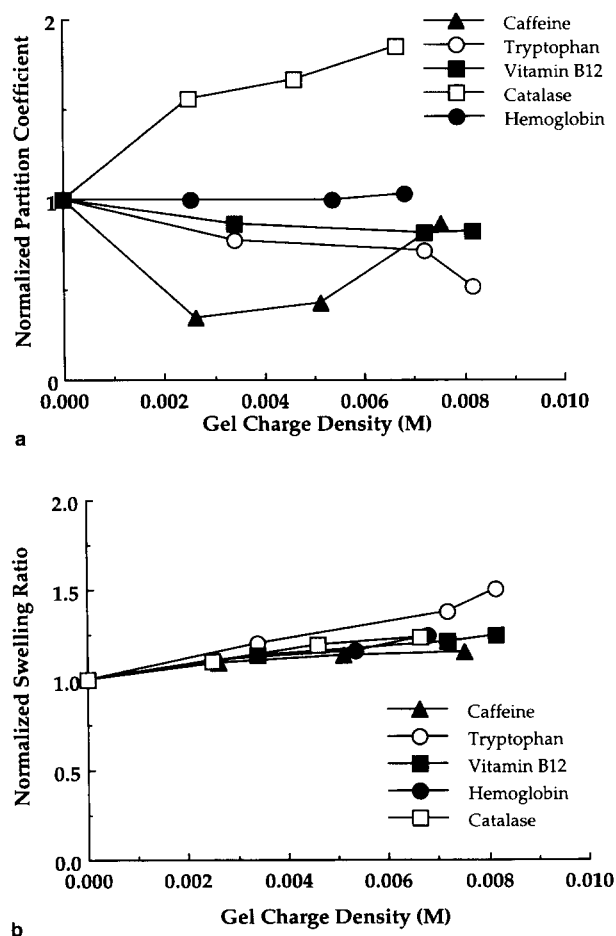 2
1
0
Normalized Partition Coefficient
Caffeine
Tryptophan
Vitamin B12
Catalase
Hemoglobin
0.000 0.002 0.004 0.006 0.008 0.010
Gel Charge Density (M)
a
2.0
1.5
1.0
0.5
0.0
Normalized Swelling Ratio
Caffeine
Tryptophan
Vitamin B12
Hemoglobin
Catalase
0.000 0.002 0.004 0.006 0.008 0.010
Gel Charge Density (M)
b